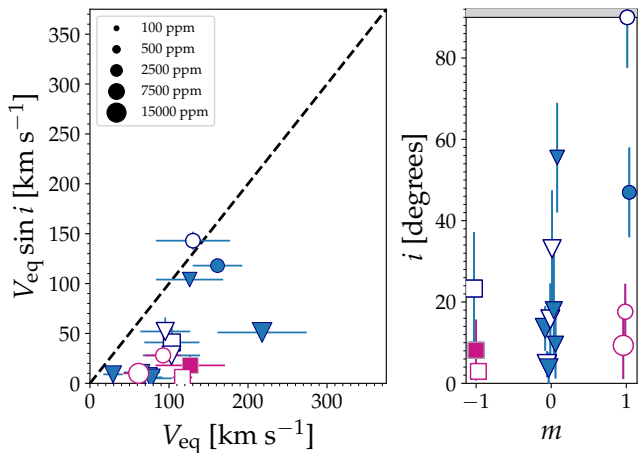 350
300
250
200
150
100
50
0
V_eq sin i [km s⁻¹]
100 ppm
500 ppm
2500 ppm
7500 ppm
15000 ppm
0 100 200 300
V_eq [km s⁻¹]
80
60
40
20
0
i [degrees]
−1 0 1
m